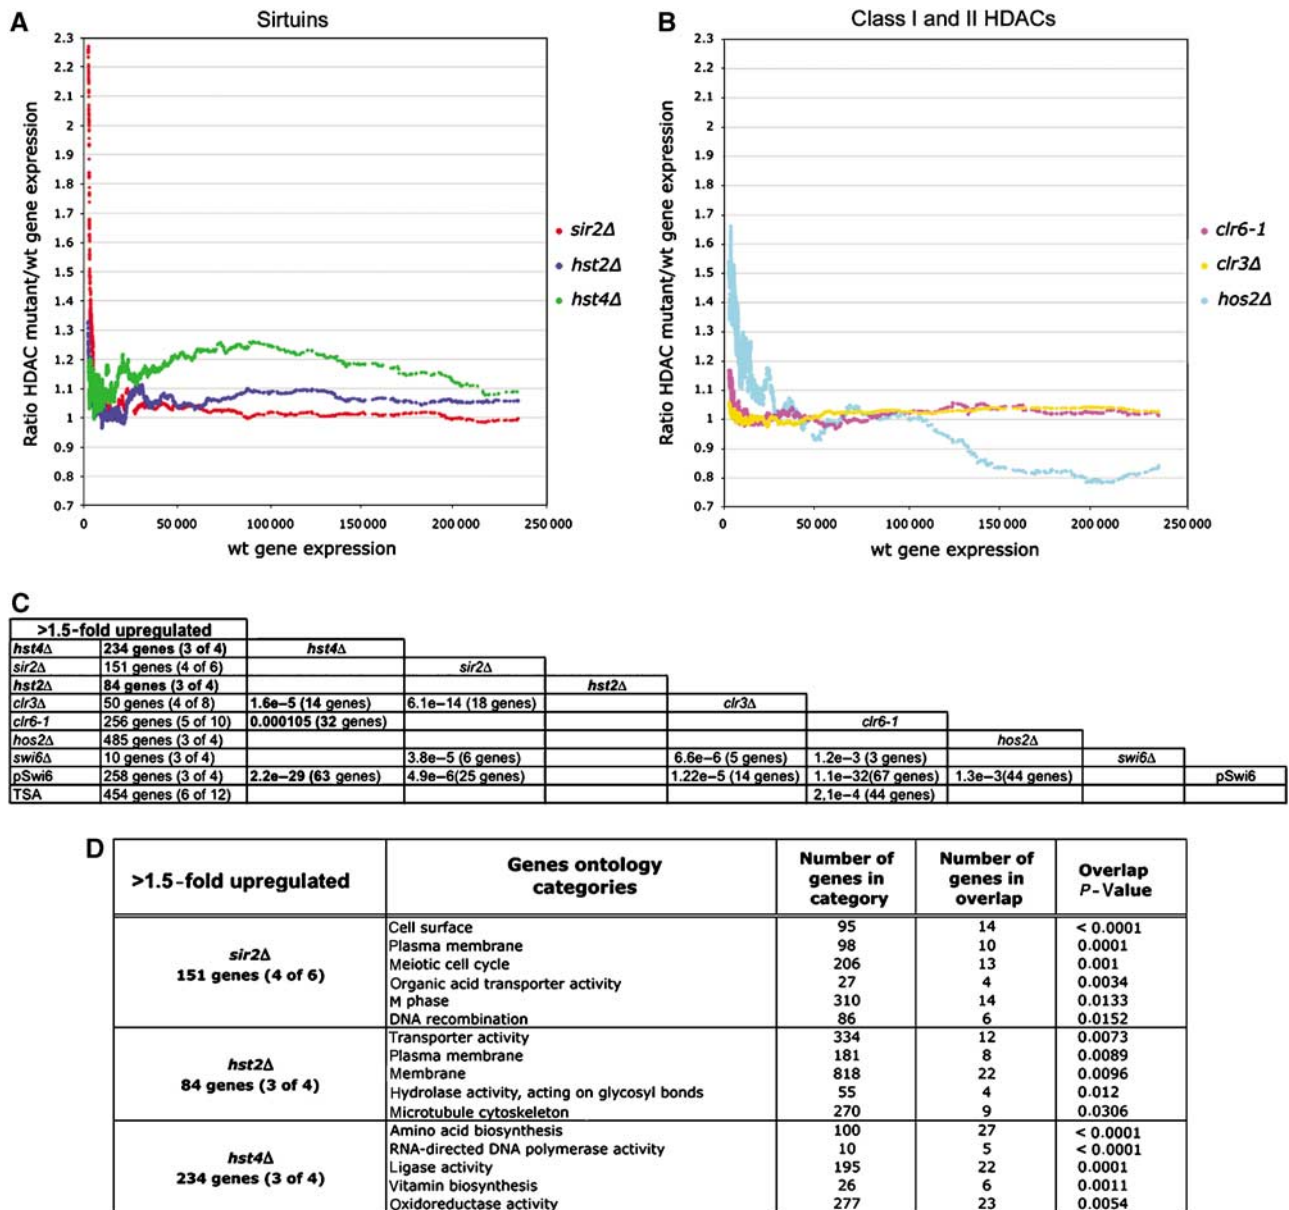 A
Sirtuins
2.3
2.2
2.1
2
1.9
1.8
1.7
1.6
1.5
1.4
1.3
1.2
1.1
1
0.9
0.8
0.7
Ratio HDAC mutant/wt gene expression
0 50 000 100 000 150 000 200 000 250 000
wt gene expression
sir2Δ
hst2Δ
hst4Δ
B
Class I and II HDACs
2.3
2.2
2.1
2
1.9
1.8
1.7
1.6
1.5
1.4
1.3
1.2
1.1
1
0.9
0.8
0.7
Ratio HDAC mutant/wt gene expression
0 50 000 100 000 150 000 200 000 250 000
wt gene expression
clr6-1
clr3Δ
hos2Δ
C
>1.5-fold upregulated
hst4Δ 234 genes (3 of 4) hst4Δ
sir2Δ 151 genes (4 of 6) sir2Δ
hst2Δ 84 genes (3 of 4) hst2Δ
clr3Δ 50 genes (4 of 8) 1.6e–5 (14 genes) 6.1e–14 (18 genes) clr3Δ
clr6-1 256 genes (5 of 10) 0.000105 (32 genes) clr6-1
hos2Δ 485 genes (3 of 4) hos2Δ
swi6Δ 10 genes (3 of 4) 3.8e–5 (6 genes) 6.6e–6 (5 genes) 1.2e–3 (3 genes) swi6Δ
pSwi6 258 genes (3 of 4) 2.2e–29 (63 genes) 4.9e–6(25 genes) 1.22e–5 (14 genes) 1.1e–32(67 genes) 1.3e–3(44 genes) pSwi6
TSA 454 genes (6 of 12) 2,1e–4 (44 genes)
D
>1.5-fold upregulated Genes ontology categories Number of genes in category Number of genes in overlap Overlap P-Value
sir2Δ
151 genes (4 of 6)
Cell surface 95 14 < 0.0001
Plasma membrane 98 10 0.0001
Meiotic cell cycle 206 13 0.001
Organic acid transporter activity 27 4 0.0034
M phase 310 14 0.0133
DNA recombination 86 6 0.0152
hst2Δ
84 genes (3 of 4)
Transporter activity 334 12 0.0073
Plasma membrane 181 8 0.0089
Membrane 818 22 0.0096
Hydrolase activity, acting on glycosyl bonds 55 4 0.012
Microtubule cytoskeleton 270 9 0.0306
hst4Δ
234 genes (3 of 4)
Amino acid biosynthesis 100 27 < 0.0001
RNA-directed DNA polymerase activity 10 5 < 0.0001
Ligase activity 195 22 0.0001
Vitamin biosynthesis 26 6 0.0011
Oxidoreductase activity 277 23 0.0054